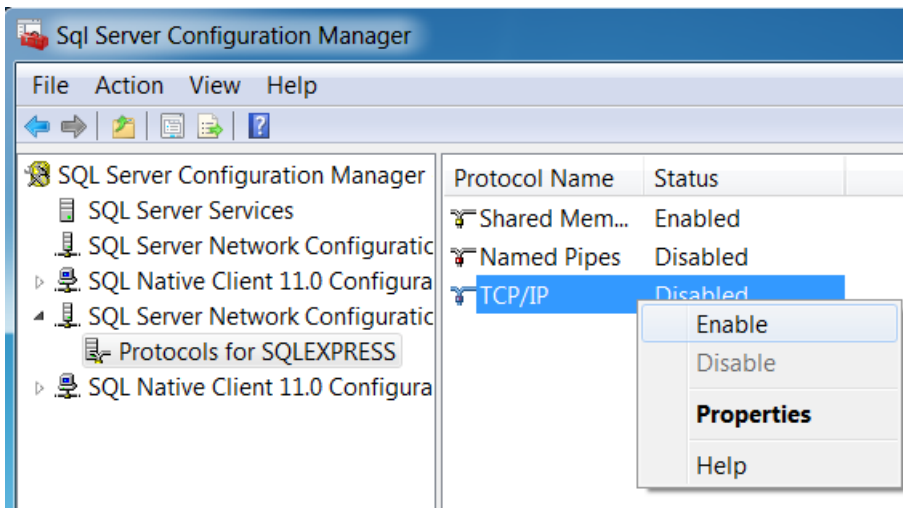 Sql Server Configuration Manager
File Action View Help
SQL Server Configuration Manager
SQL Server Services
SQL Server Network Configuratic
SQL Native Client 11.0 Configura
SQL Server Network Configuratic
Protocols for SQLEXPRESS
SQL Native Client 11.0 Configura
Protocol Name Status
Shared Mem... Enabled
Named Pipes Disabled
TCP/IP Disabled
Enable
Disable
Properties
Help